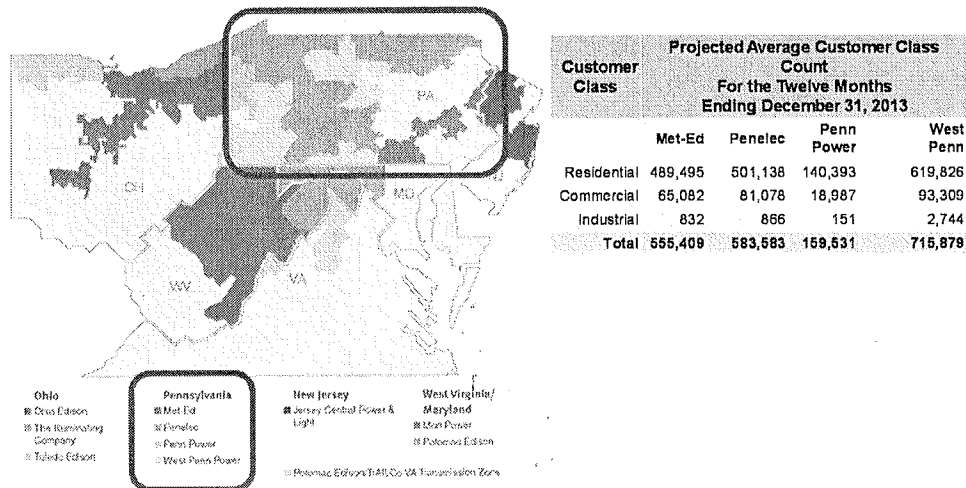 PA
OH
MD
NJ
WV
VA
Ohio
Ohio Edison
The Illuminating
Company
Toledo Edison
Pennsylvania
Met-Ed
Penelec
Penn Power
West Penn Power
New Jersey
Jersey Central Power &
Light
West Virginia/
Maryland
Mon Power
Potomac Edison
Potomac Edison/TrAILCo VA Transmission Zone
Customer
Class
Projected Average Customer Class
Count
For the Twelve Months
Ending December 31, 2013
Met-Ed Penelec Penn Power West Penn
Residential 489,495 501,138 140,393 619,826
Commercial 65,082 81,078 18,987 93,309
Industrial 832 866 151 2,744
Total 555,409 583,583 159,531 715,879